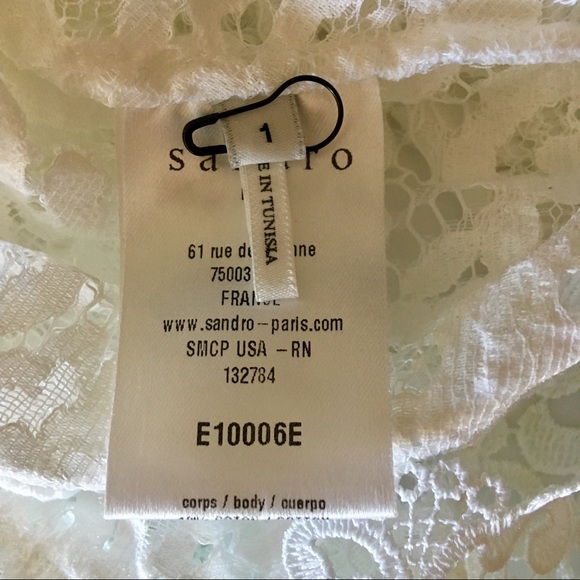 1
E IN TUNISIA
61 rue de
75003
www.sandro-paris.com
SMCP USA -RN
132784
E10006E
corps / body / cuerpo